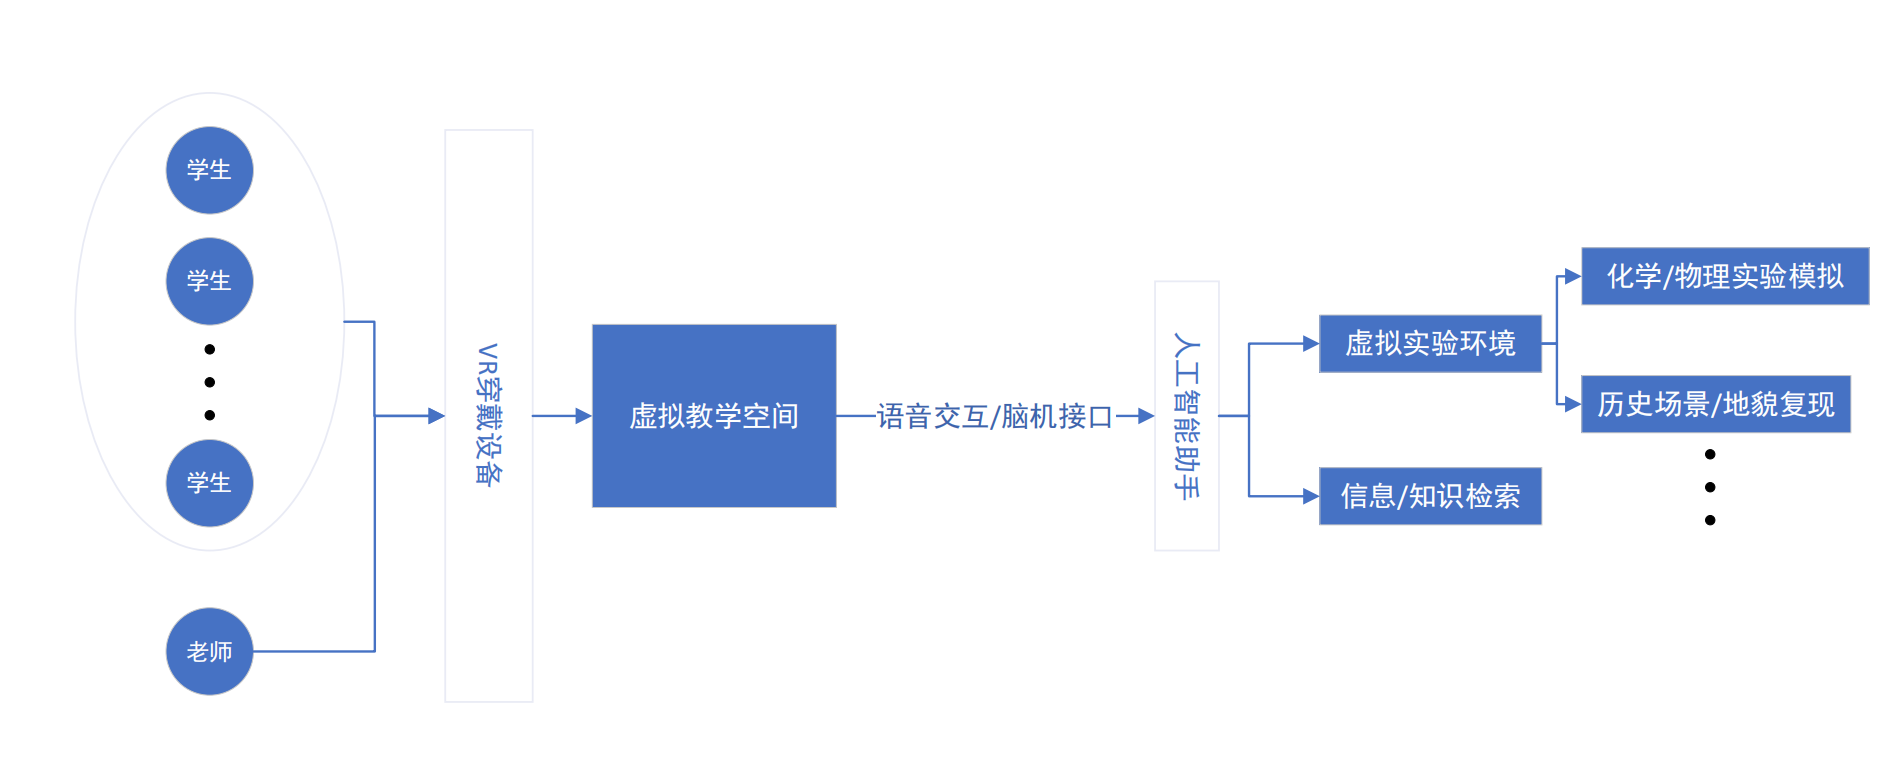 学生
学生
学生
老师
VR穿戴设备
虚拟教学空间
语音交互/脑机接口
人工智能助手
虚拟实验环境
信息/知识检索
化学/物理实验模拟
历史场景/地貌复现